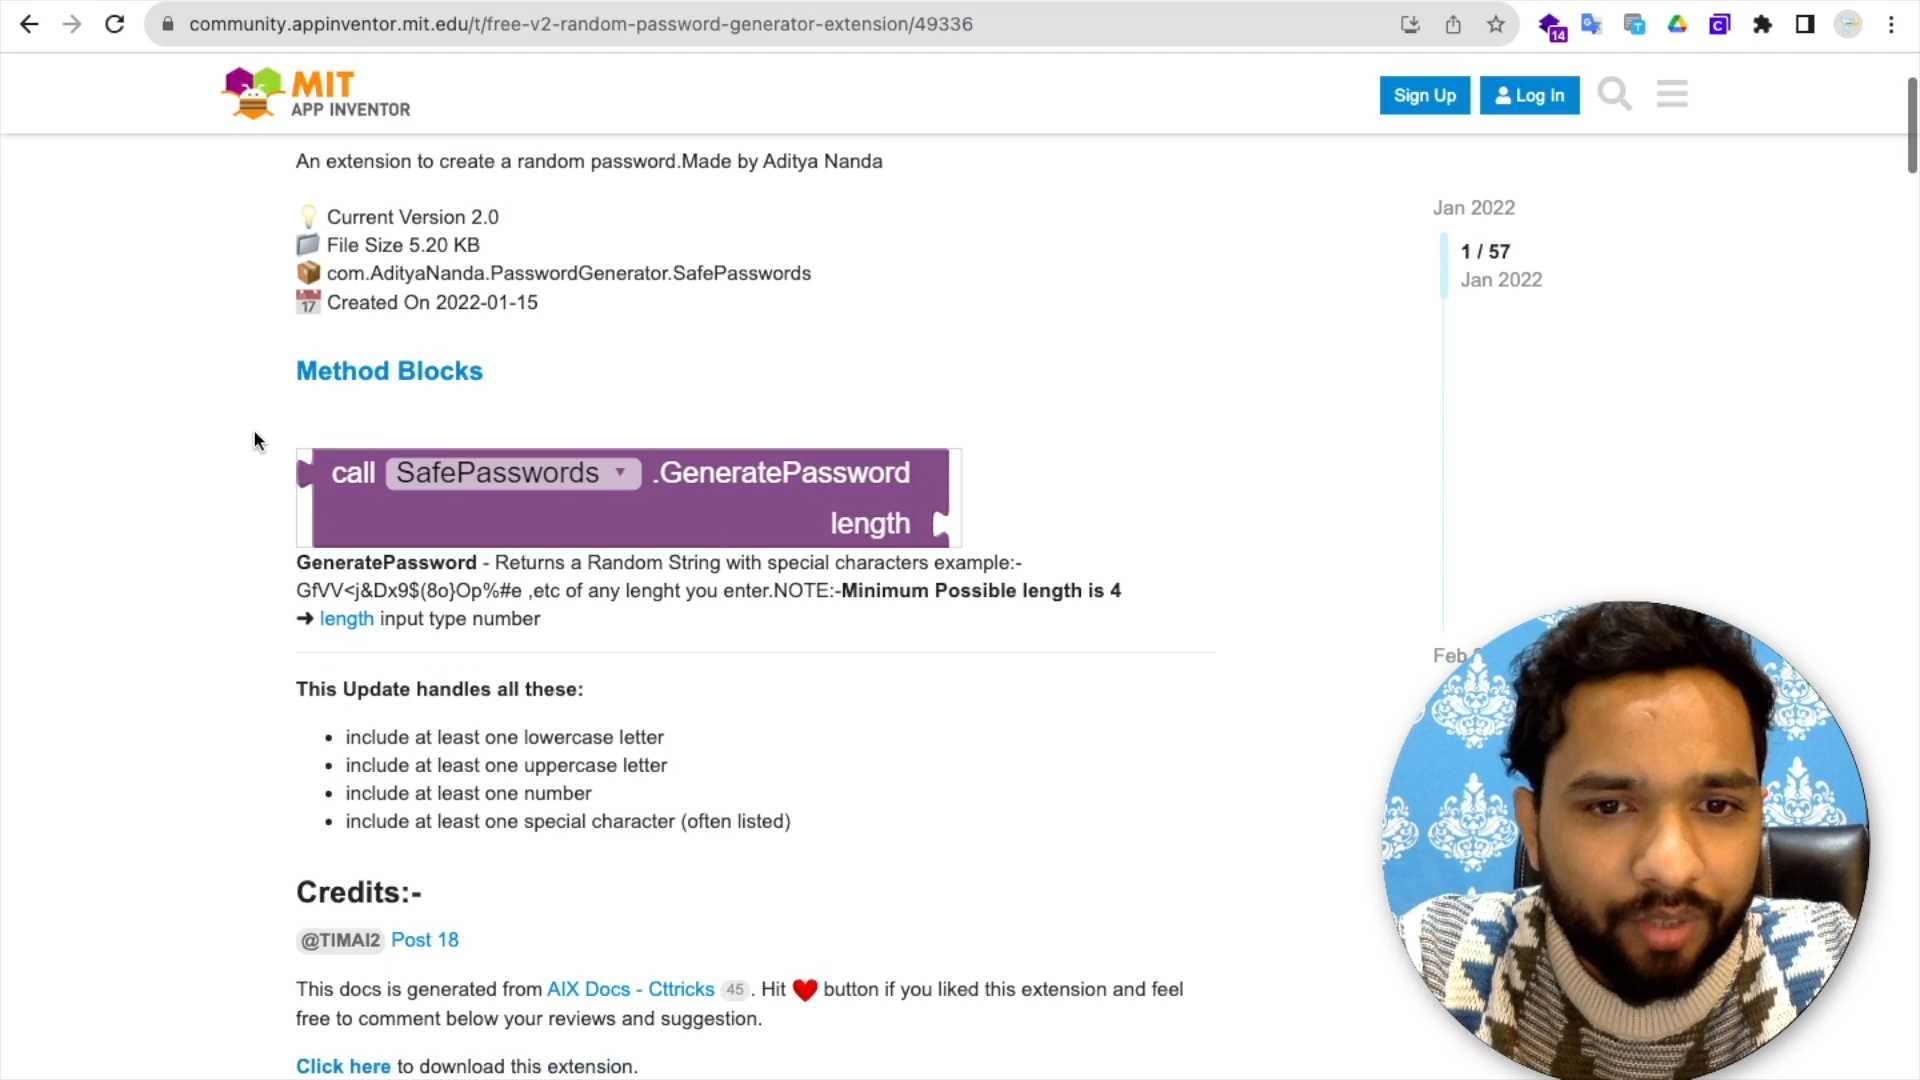 community.appinventor.mit.edu/t/free-v2-random-password-generator-extension/49336
14
MIT
APP INVENTOR
Sign Up
Log In
An extension to create a random password.Made by Aditya Nanda
Current Version 2.0
File Size 5.20 KB
com.AdityaNanda.PasswordGenerator.SafePasswords
17 Created On 2022-01-15
Jan 2022
1 / 57
Jan 2022
Method Blocks
call SafePasswords .GeneratePassword
length
GeneratePassword - Returns a Random String with special characters example:-
GfVV<j&Dx9$(8o}Op%#e ,etc of any lenght you enter.NOTE:-Minimum Possible length is 4
➜ length input type number
Feb
This Update handles all these:
• include at least one lowercase letter
• include at least one uppercase letter
• include at least one number
• include at least one special character (often listed)
Credits:-
@TIMAI2 Post 18
This docs is generated from AIX Docs - Cttricks 45 . Hit ❤ button if you liked this extension and feel
free to comment below your reviews and suggestion.
Click here to download this extension.